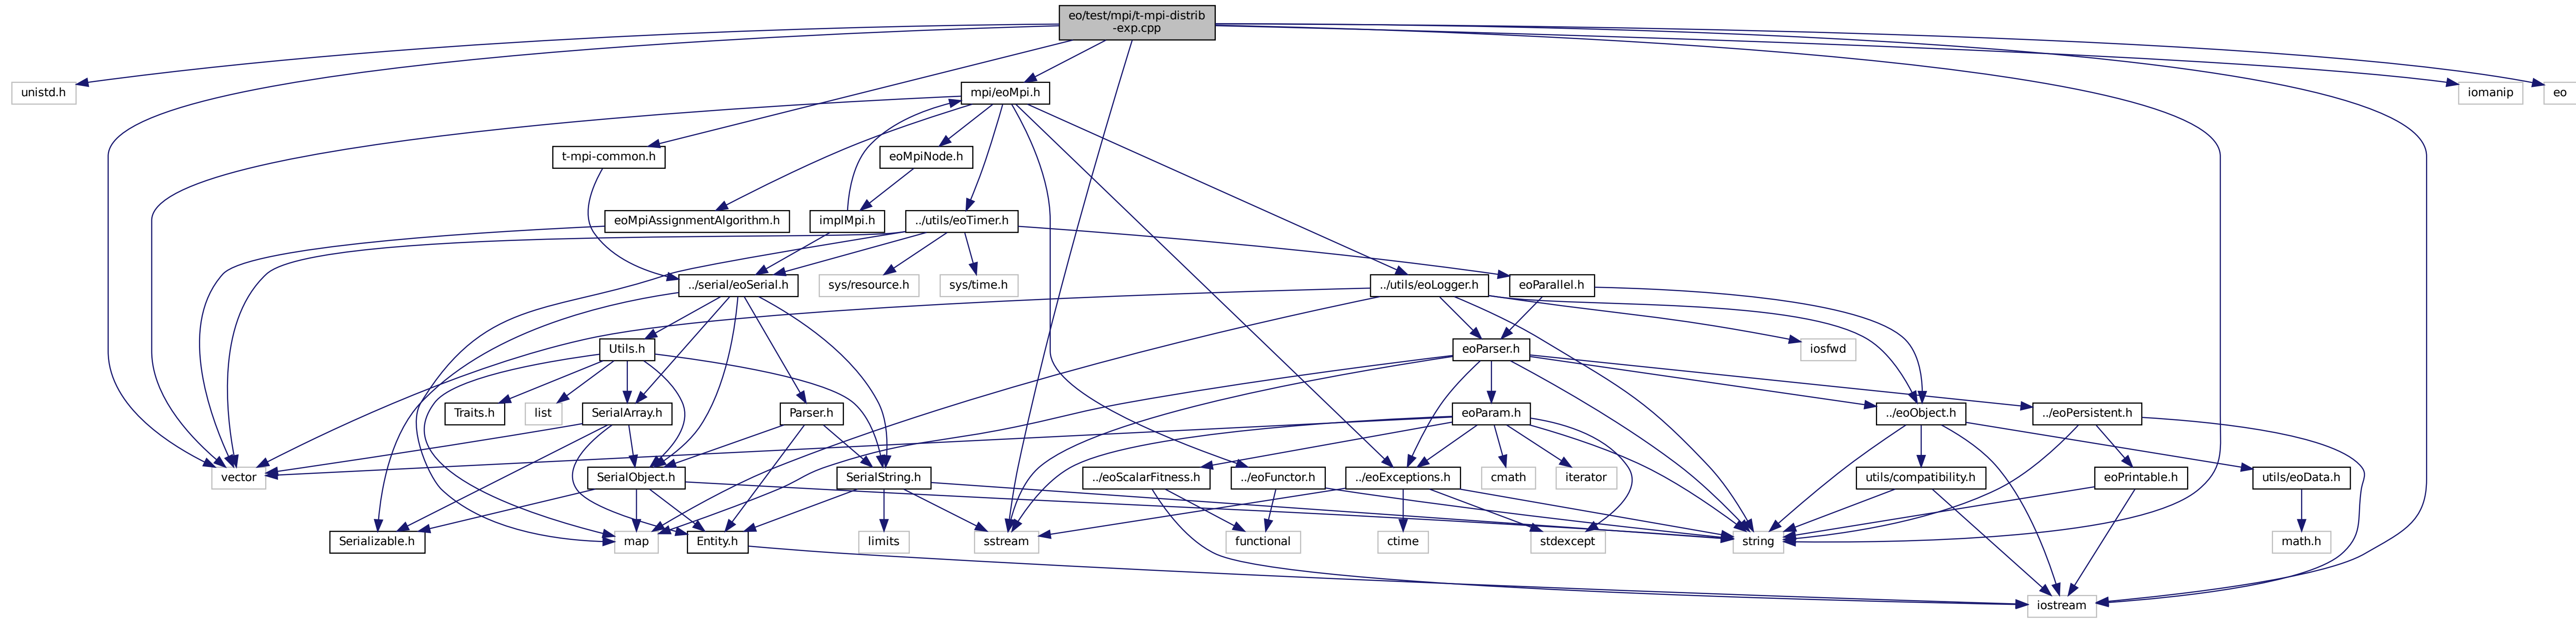 eo/test/mpi/t-mpi-distrib
-exp.cpp
unistd.h
mpi/eoMpi.h
iomanip
eo
t-mpi-common.h
eoMpiNode.h
eoMpiAssignmentAlgorithm.h
implMpi.h
../utils/eoTimer.h
../serial/eoSerial.h
sys/resource.h
sys/time.h
../utils/eoLogger.h
eoParallel.h
Utils.h
eoParser.h
iosfwd
Traits.h
list
SerialArray.h
Parser.h
eoParam.h
../eoObject.h
../eoPersistent.h
vector
SerialObject.h
SerialString.h
../eoScalarFitness.h
../eoFunctor.h
../eoExceptions.h
cmath
iterator
utils/compatibility.h
eoPrintable.h
utils/eoData.h
Serializable.h
map
Entity.h
limits
sstream
functional
ctime
stdexcept
string
math.h
iostream